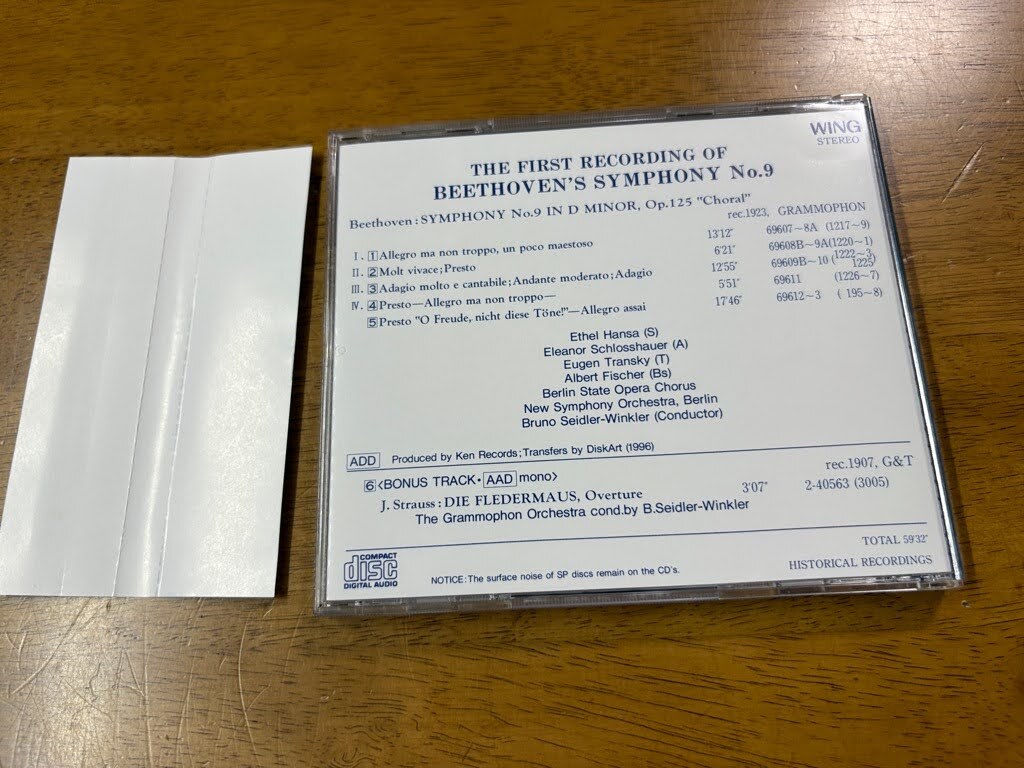 WING
STEREO
THE FIRST RECORDING OF
BEETHOVEN'S SYMPHONY No.9
Beethoven : SYMPHONY No.9 IN D MINOR, Op.125 "Choral"
rec.1923, GRAMMOPHON
I. 1 Allegro ma non troppo, un poco maestoso 13'12" 69607~8A (1217~9)
II. 2 Molt vivace ; Presto 6'21" 69608B~9A (1220~1)
III. 3 Adagio molto e cantabile ; Andante moderato ; Adagio 12'55" 69609B~10 (1222~3, 1225)
IV. 4 Presto—Allegro ma non troppo— 5'51" 69611 (1226~7)
5 Presto "O Freude, nicht diese Töne!"—Allegro assai 17'46" 69612~3 ( 195~8)
Ethel Hansa (S)
Eleanor Schlosshauer (A)
Eugen Transky (T)
Albert Fischer (Bs)
Berlin State Opera Chorus
New Symphony Orchestra, Berlin
Bruno Seidler-Winkler (Conductor)
ADD Produced by Ken Records ; Transfers by DiskArt (1996)
6 <BONUS TRACK・AAD mono> rec.1907, G&T
J. Strauss : DIE FLEDERMAUS, Overture 3'07" 2-40563 (3005)
The Grammophon Orchestra cond.by B.Seidler-Winkler
TOTAL 59'32"
COMPACT
disc
DIGITAL AUDIO
NOTICE : The surface noise of SP discs remain on the CD's.
HISTORICAL RECORDINGS